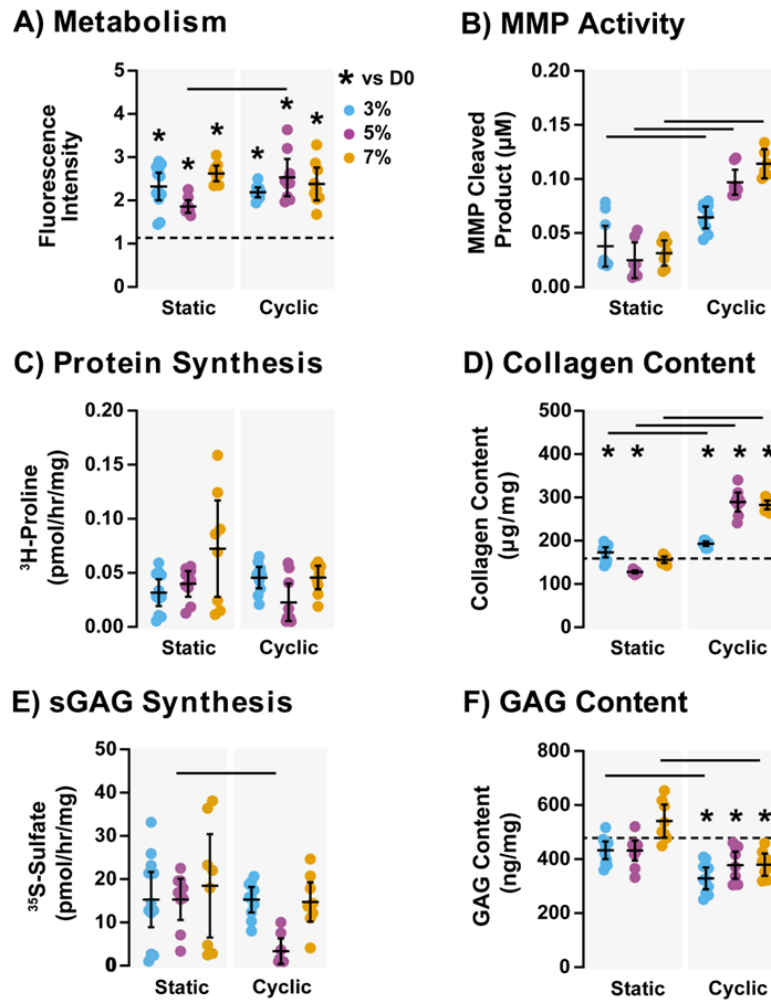 A) Metabolism
5
4
3
2
1
0
Fluorescence
Intensity
* * * * * *
Static Cyclic
* vs D0
3%
5%
7%
B) MMP Activity
0.20
0.15
0.10
0.05
0.00
MMP Cleaved
Product (µM)
Static Cyclic
C) Protein Synthesis
0.20
0.15
0.10
0.05
0.00
³H-Proline
(pmol/hr/mg)
Static Cyclic
D) Collagen Content
500
400
300
200
100
0
Collagen Content
(µg/mg)
* * * * *
Static Cyclic
E) sGAG Synthesis
50
40
30
20
10
0
³⁵S-Sulfate
(pmol/hr/mg)
Static Cyclic
F) GAG Content
800
600
400
200
0
GAG Content
(ng/mg)
* * *
Static Cyclic